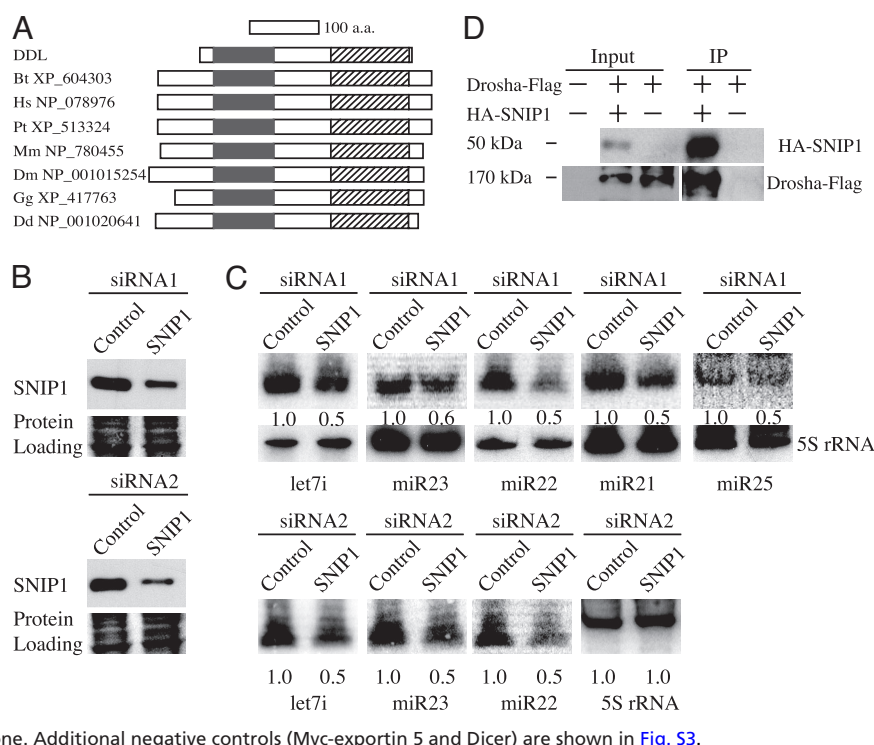 A
100 a.a.
DDL
Bt XP_604303
Hs NP_078976
Pt XP_513324
Mm NP_780455
Dm NP_001015254
Gg XP_417763
Dd NP_001020641
D
Input IP
Drosha-Flag − + + + +
HA-SNIP1 − + − + −
50 kDa − HA-SNIP1
170 kDa − Drosha-Flag
B
siRNA1
Control SNIP1
SNIP1
Protein
Loading
siRNA2
Control SNIP1
SNIP1
Protein
Loading
C
siRNA1 siRNA1 siRNA1 siRNA1 siRNA1
Control SNIP1 Control SNIP1 Control SNIP1 Control SNIP1 Control SNIP1
1.0 0.5 1.0 0.6 1.0 0.5 1.0 0.5 1.0 0.5
5S rRNA
let7i miR23 miR22 miR21 miR25
siRNA2 siRNA2 siRNA2 siRNA2
Control SNIP1 Control SNIP1 Control SNIP1 Control SNIP1
1.0 0.5 1.0 0.5 1.0 0.5 1.0 1.0
let7i miR23 miR22 5S rRNA
one. Additional negative controls (Myc-exportin 5 and Dicer) are shown in Fig. S3.